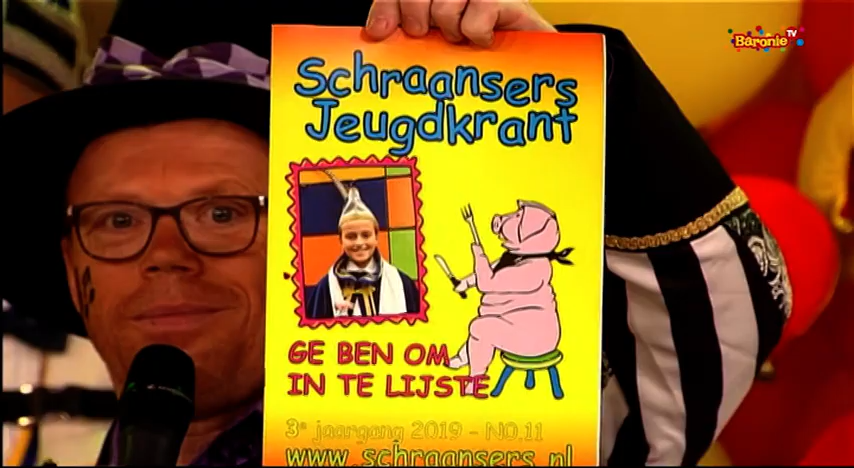 Baronie TV
Schraansers
Jeugdkrant
GE BEN OM
IN TE LIJSTE
3e jaargang 2019 - NO.11
www.schraansers.nl